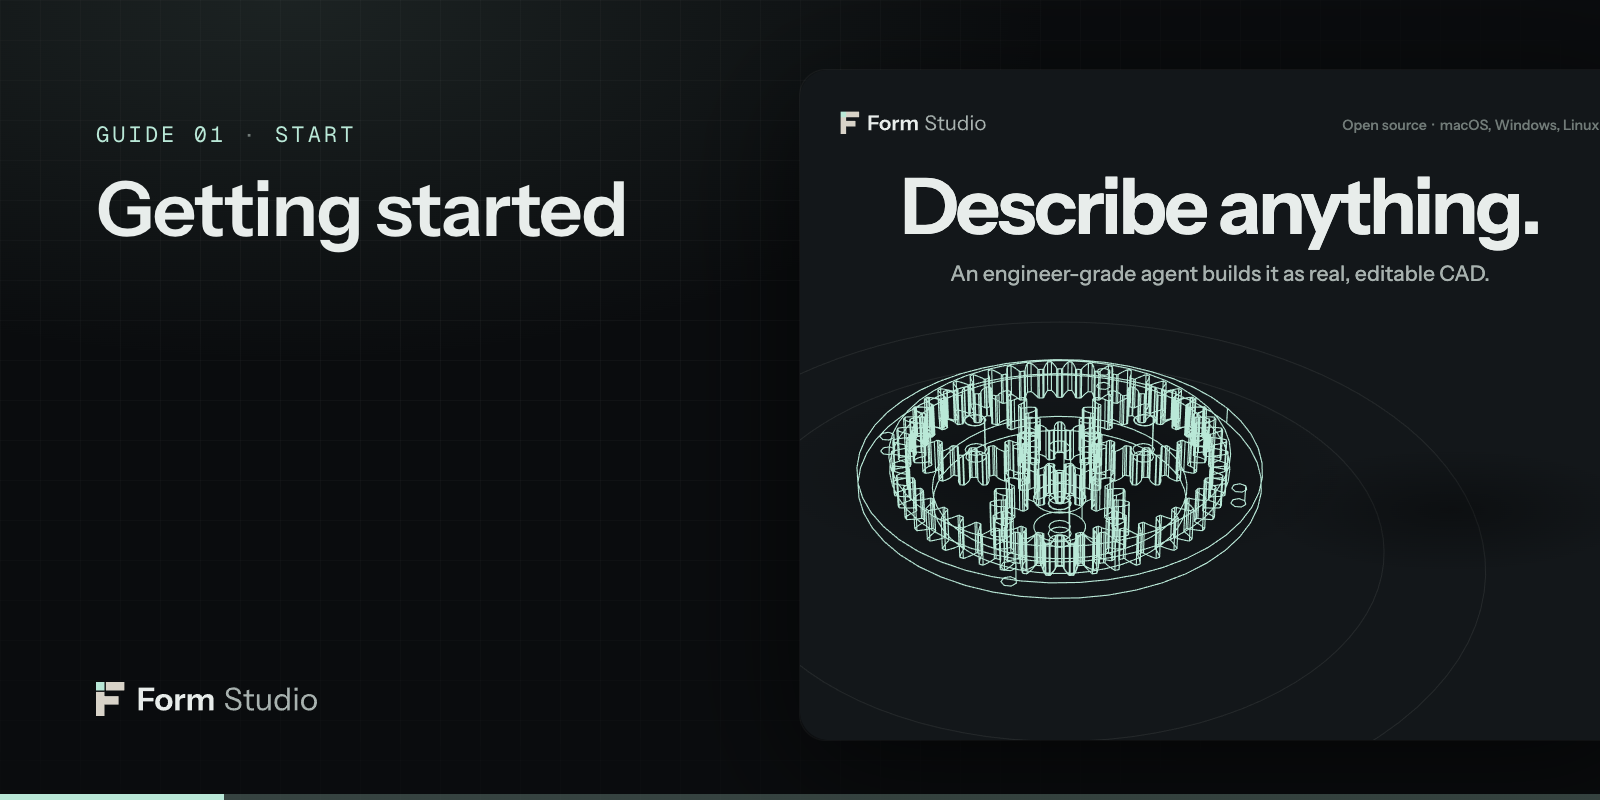 GUIDE 01 · START
Getting started
Form Studio
Form Studio
Open source · macOS, Windows, Linux
Describe anything.
An engineer-grade agent builds it as real, editable CAD.